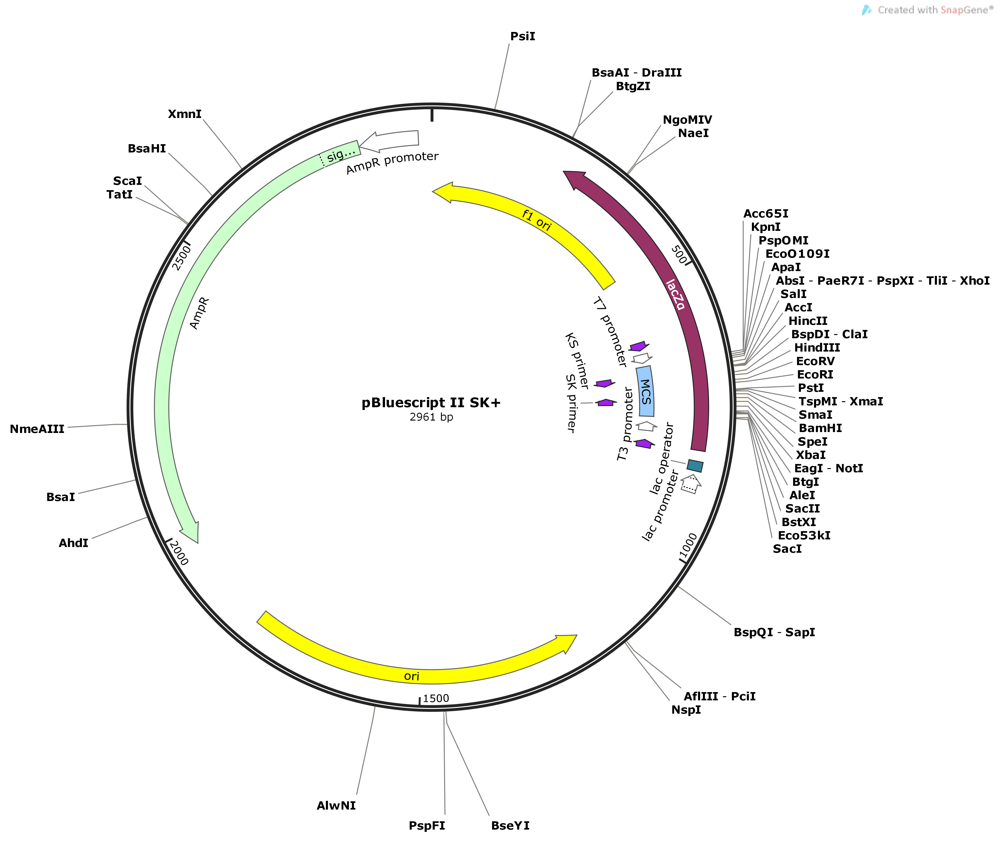 Created with SnapGene®
PsiI
BsaAI - DraIII
BtgZI
NgoMIV
NaeI
Acc65I
KpnI
PspOMI
EcoO109I
ApaI
AbsI - PaeR7I - PspXI - TliI - XhoI
SalI
AccI
HincII
BspDI - ClaI
HindIII
EcoRV
EcoRI
PstI
TspMI - XmaI
SmaI
BamHI
SpeI
XbaI
EagI - NotI
BtgI
AleI
SacII
BstXI
Eco53kI
SacI
BspQI - SapI
AflIII - PciI
NspI
BseYI
PspFI
AlwNI
AhdI
BsaI
NmeAIII
TatI
ScaI
BsaHI
XmnI
500
1000
1500
2000
2500
sig...
AmpR promoter
AmpR
f1 ori
lacZα
T7 promoter
KS primer
SK primer
MCS
T3 promoter
lac operator
lac promoter
ori
pBluescript II SK+
2961 bp